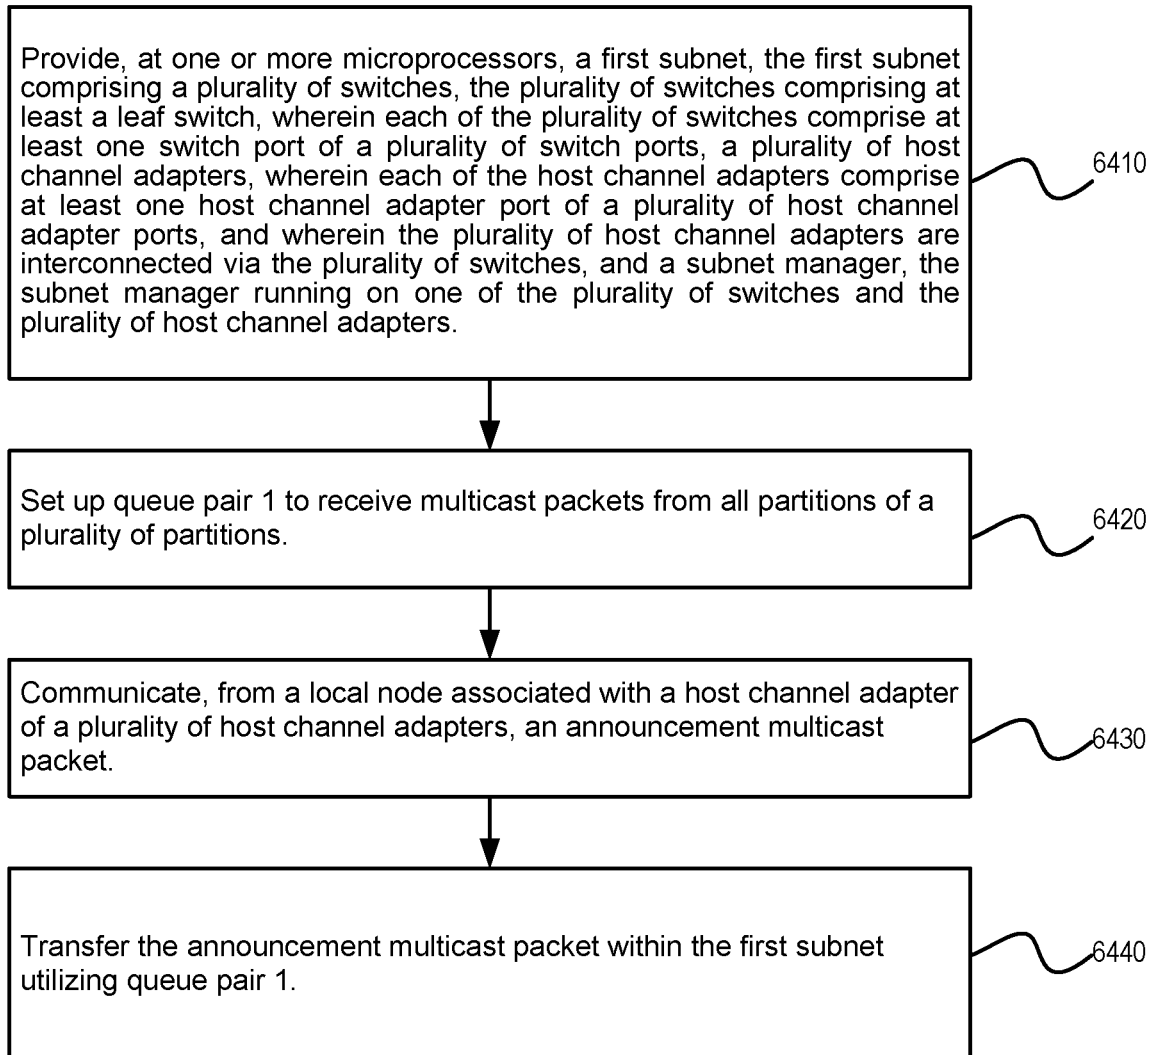 Provide, at one or more microprocessors, a first subnet, the first subnet
comprising a plurality of switches, the plurality of switches comprising at
least a leaf switch, wherein each of the plurality of switches comprise at
least one switch port of a plurality of switch ports, a plurality of host
channel adapters, wherein each of the host channel adapters comprise
at least one host channel adapter port of a plurality of host channel
adapter ports, and wherein the plurality of host channel adapters are
interconnected via the plurality of switches, and a subnet manager, the
subnet manager running on one of the plurality of switches and the
plurality of host channel adapters.
6410
Set up queue pair 1 to receive multicast packets from all partitions of a
plurality of partitions.
6420
Communicate, from a local node associated with a host channel adapter
of a plurality of host channel adapters, an announcement multicast
packet.
6430
Transfer the announcement multicast packet within the first subnet
utilizing queue pair 1.
6440